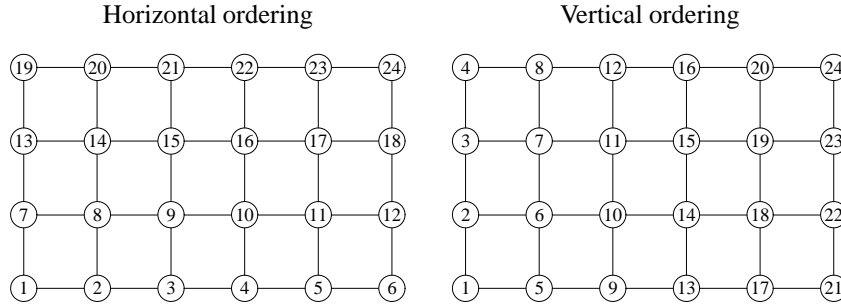 Horizontal ordering
Vertical ordering
19 20 21 22 23 24
4 8 12 16 20 24
13 14 15 16 17 18
3 7 11 15 19 23
7 8 9 10 11 12
2 6 10 14 18 22
1 2 3 4 5 6
1 5 9 13 17 21